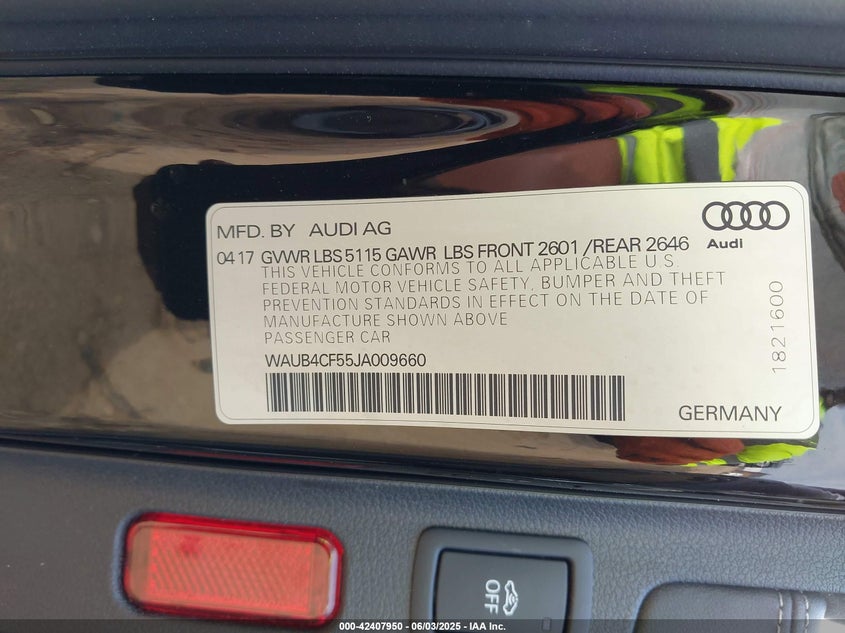 MFD. BY AUDI AG
Audi
04 17 GVWR LBS 5115 GAWR LBS FRONT 2601 /REAR 2646
THIS VEHICLE CONFORMS TO ALL APPLICABLE U.S.
FEDERAL MOTOR VEHICLE SAFETY, BUMPER AND THEFT
PREVENTION STANDARDS IN EFFECT ON THE DATE OF
MANUFACTURE SHOWN ABOVE
PASSENGER CAR
WAUB4CF55JA009660
1821600
GERMANY
OFF
000-42407950 - 06/03/2025 - IAA Inc.